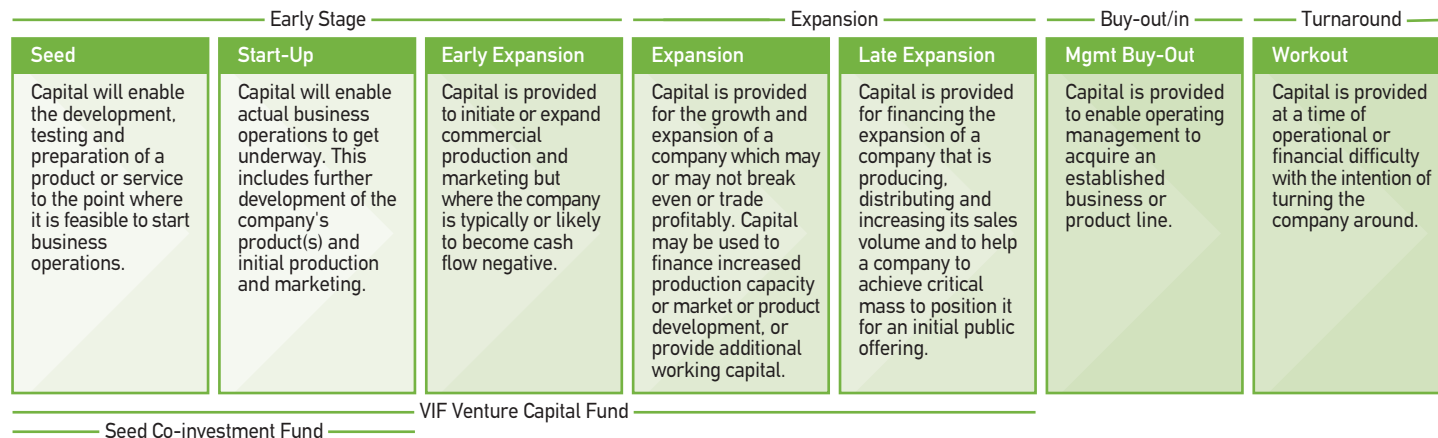 Early Stage
Expansion
Buy-out/in
Turnaround
Seed
Capital will enable
the development,
testing and
preparation of a
product or service
to the point where
it is feasible to start
business
operations.
Start-Up
Capital will enable
actual business
operations to get
underway. This
includes further
development of the
company's
product(s) and
initial production
and marketing.
Early Expansion
Capital is provided
to initiate or expand
commercial
production and
marketing but
where the company
is typically or likely
to become cash
flow negative.
Expansion
Capital is provided
for the growth and
expansion of a
company which may
or may not break
even or trade
profitably. Capital
may be used to
finance increased
production capacity
or market or product
development, or
provide additional
working capital.
Late Expansion
Capital is provided
for financing the
expansion of a
company that is
producing,
distributing and
increasing its sales
volume and to help
a company to
achieve critical
mass to position it
for an initial public
offering.
Mgmt Buy-Out
Capital is provided
to enable operating
management to
acquire an
established
business or
product line.
Workout
Capital is provided
at a time of
operational or
financial difficulty
with the intention of
turning the
company around.
VIF Venture Capital Fund
Seed Co-investment Fund